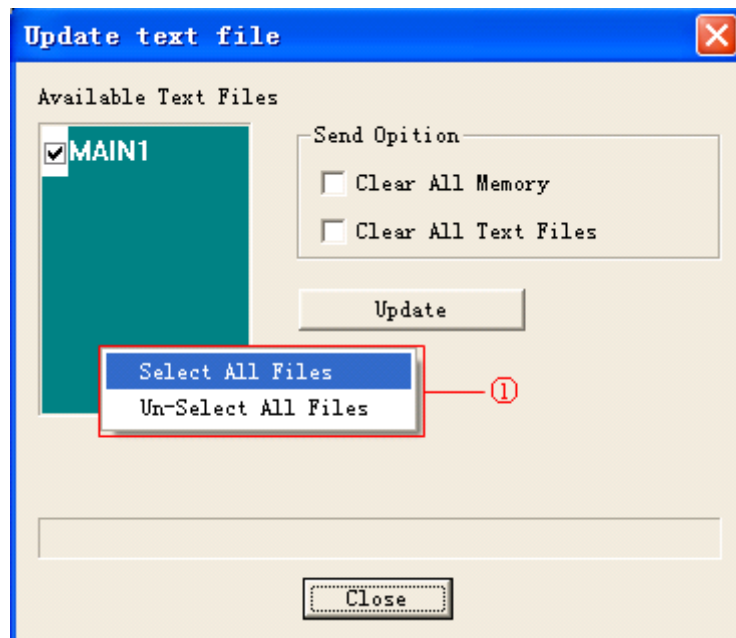 Update text file
Available Text Files
MAIN1
Send Opition
Clear All Memory
Clear All Text Files
Update
Select All Files
Un-Select All Files
①
Close